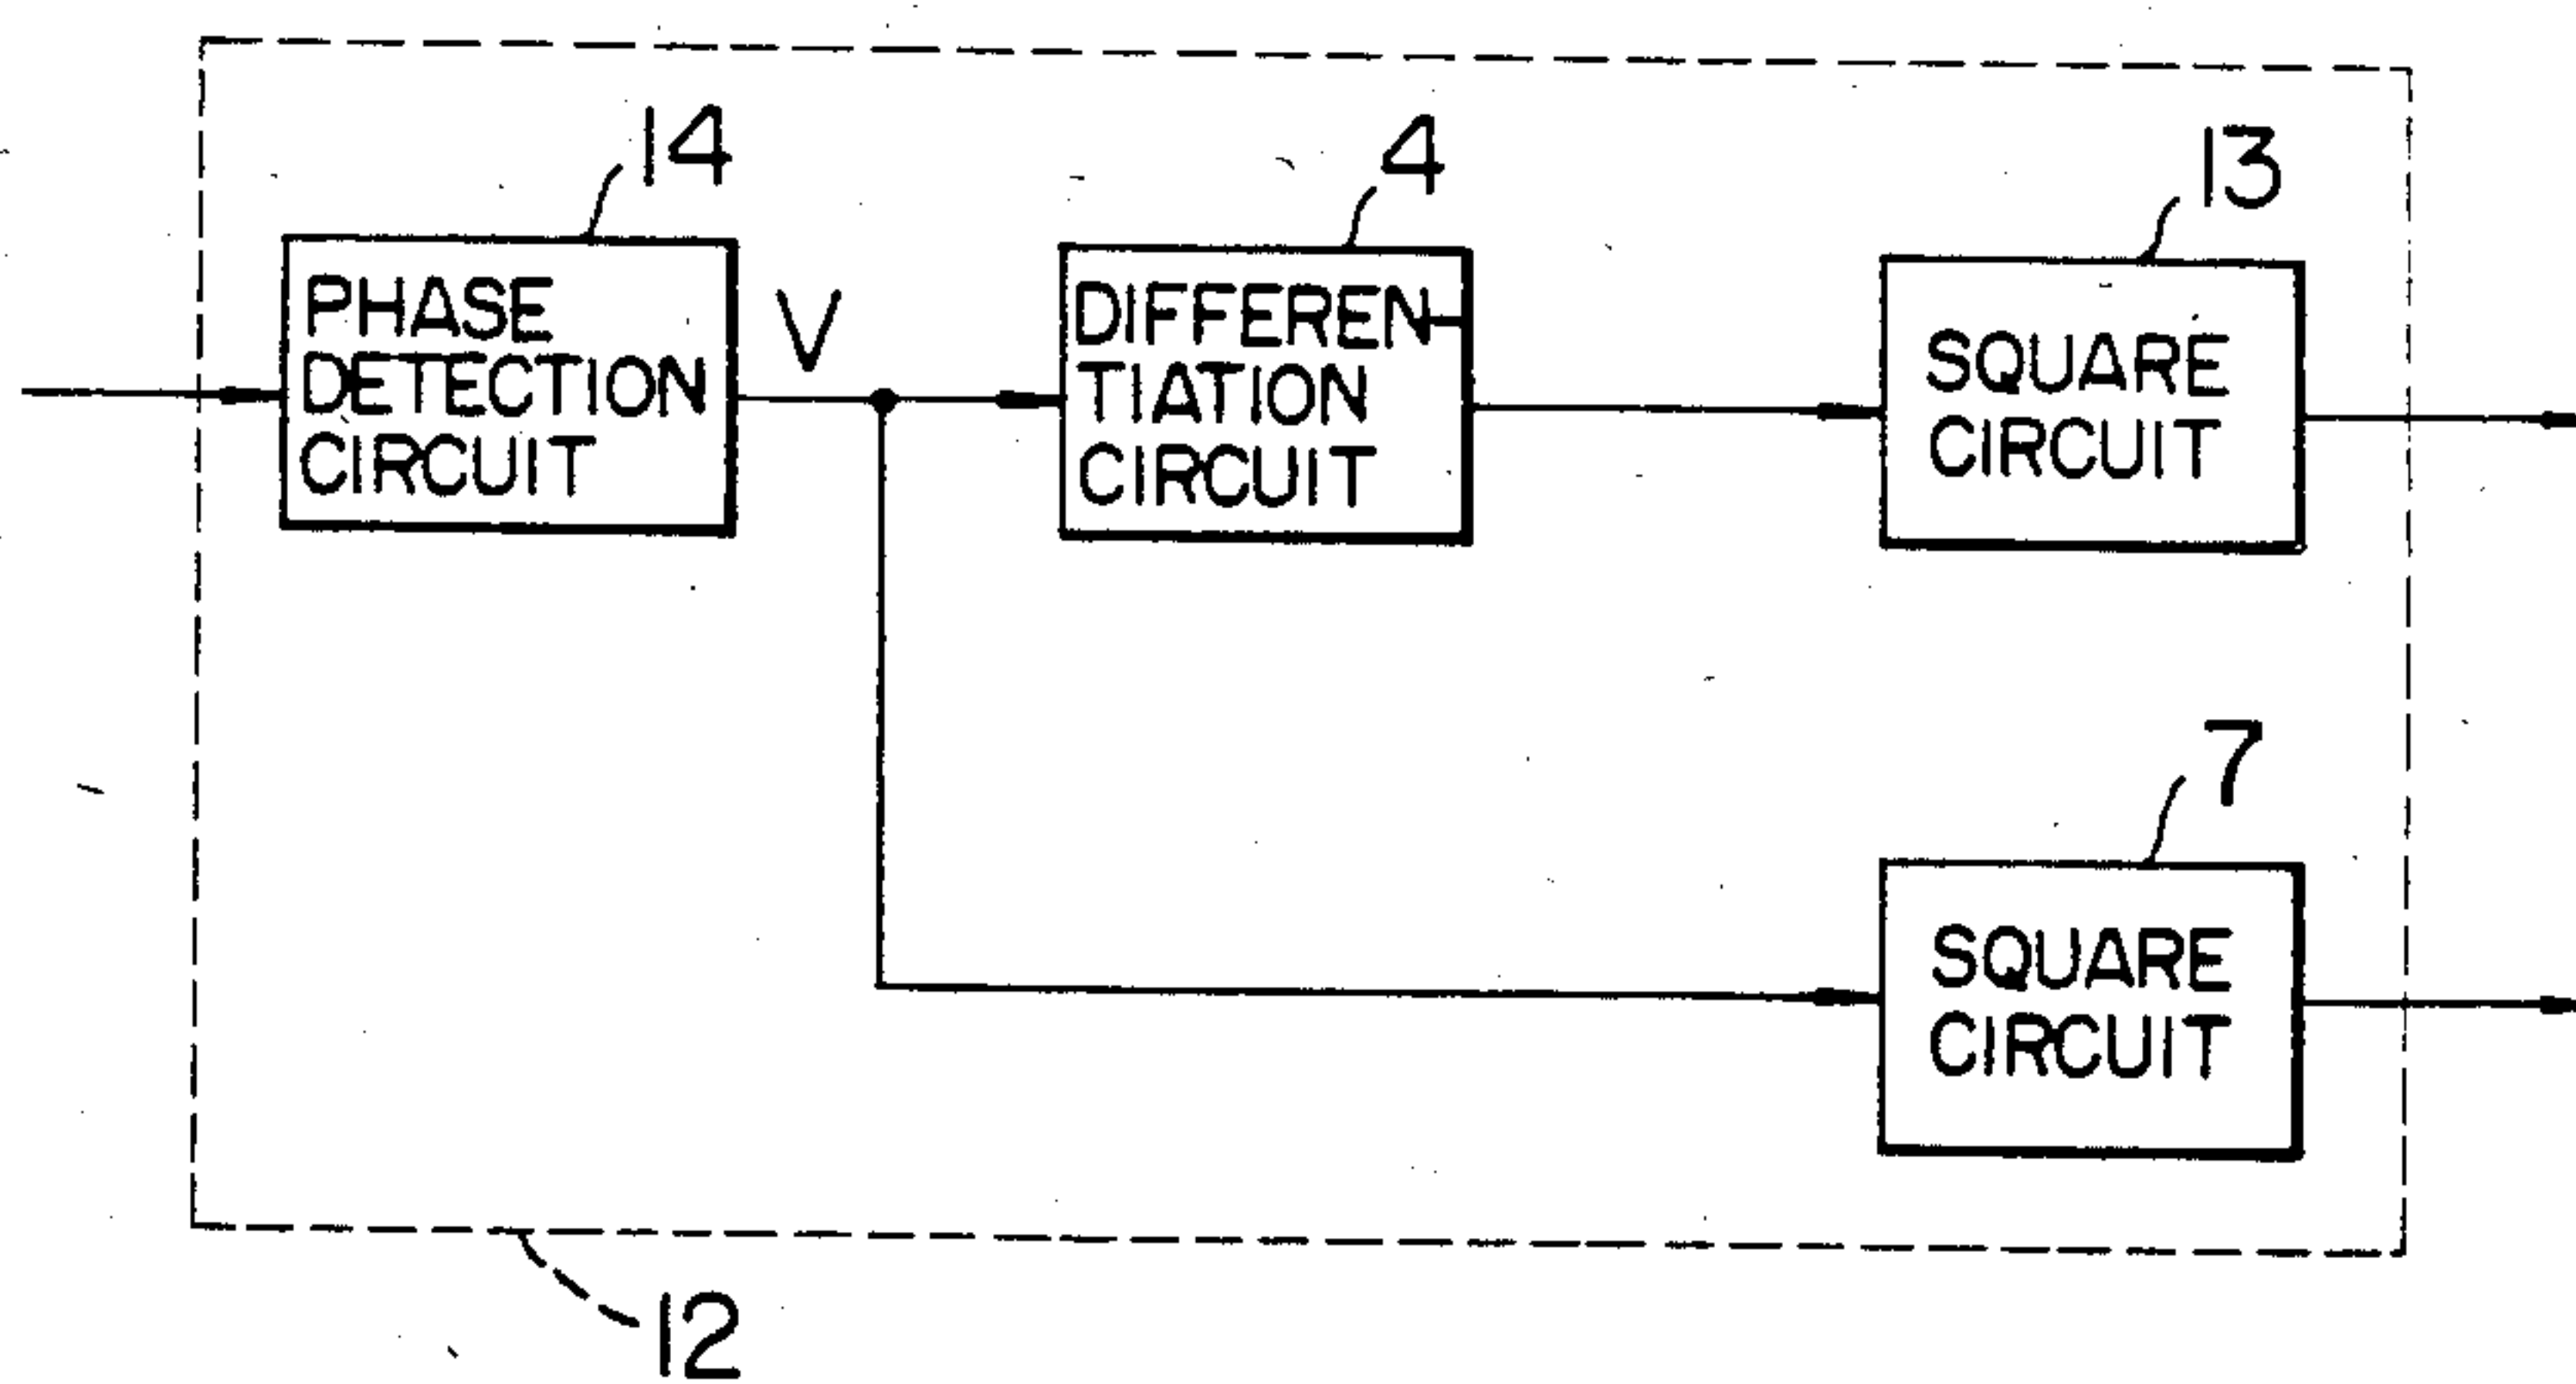 14
PHASE
DETECTION
CIRCUIT
V
4
DIFFEREN-
TIATION
CIRCUIT
13
SQUARE
CIRCUIT
7
SQUARE
CIRCUIT
12